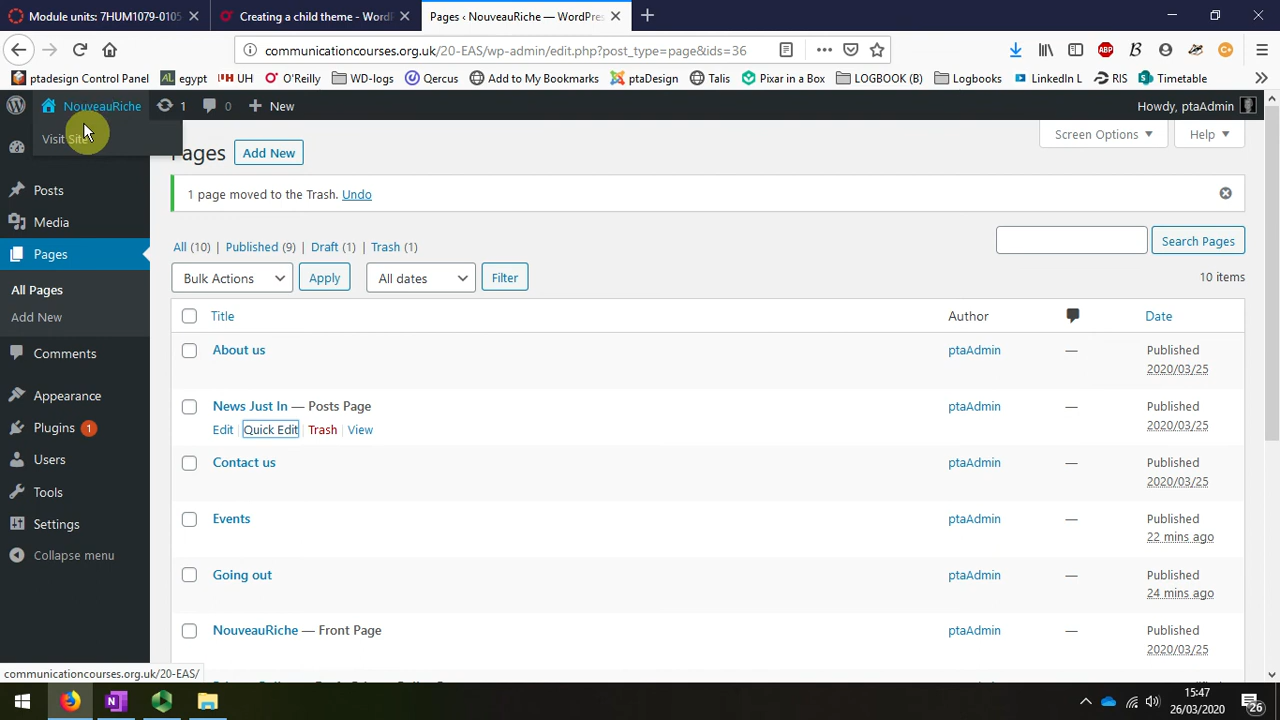 Module units: 7HUM1079-0105
Creating a child theme - WordP
Pages ‹ NouveauRiche — WordPres
communicationcourses.org.uk/20-EAS/wp-admin/edit.php?post_type=page&ids=36
ptadesign Control Panel
egypt
UH
O'Reilly
WD-logs
Qercus
Add to My Bookmarks
ptaDesign
Talis
Pixar in a Box
LOGBOOK (B)
Logbooks
LinkedIn L
RIS
Timetable
NouveauRiche
1
0
New
Howdy, ptaAdmin
Visit Site
Pages
Add New
Screen Options
Help
1 page moved to the Trash. Undo
Posts
Media
Pages
All Pages
Add New
Comments
Appearance
Plugins 1
Users
Tools
Settings
Collapse menu
All (10) | Published (9) | Draft (1) | Trash (1)
Search Pages
Bulk Actions
Apply
All dates
Filter
10 items
Title
Author
Date
About us
ptaAdmin
—
Published
2020/03/25
News Just In — Posts Page
Edit | Quick Edit | Trash | View
ptaAdmin
—
Published
2020/03/25
Contact us
ptaAdmin
—
Published
2020/03/25
Events
ptaAdmin
—
Published
22 mins ago
Going out
ptaAdmin
—
Published
24 mins ago
NouveauRiche — Front Page
ptaAdmin
—
Published
2020/03/25
communicationcourses.org.uk/20-EAS/
15:47
26/03/2020
26